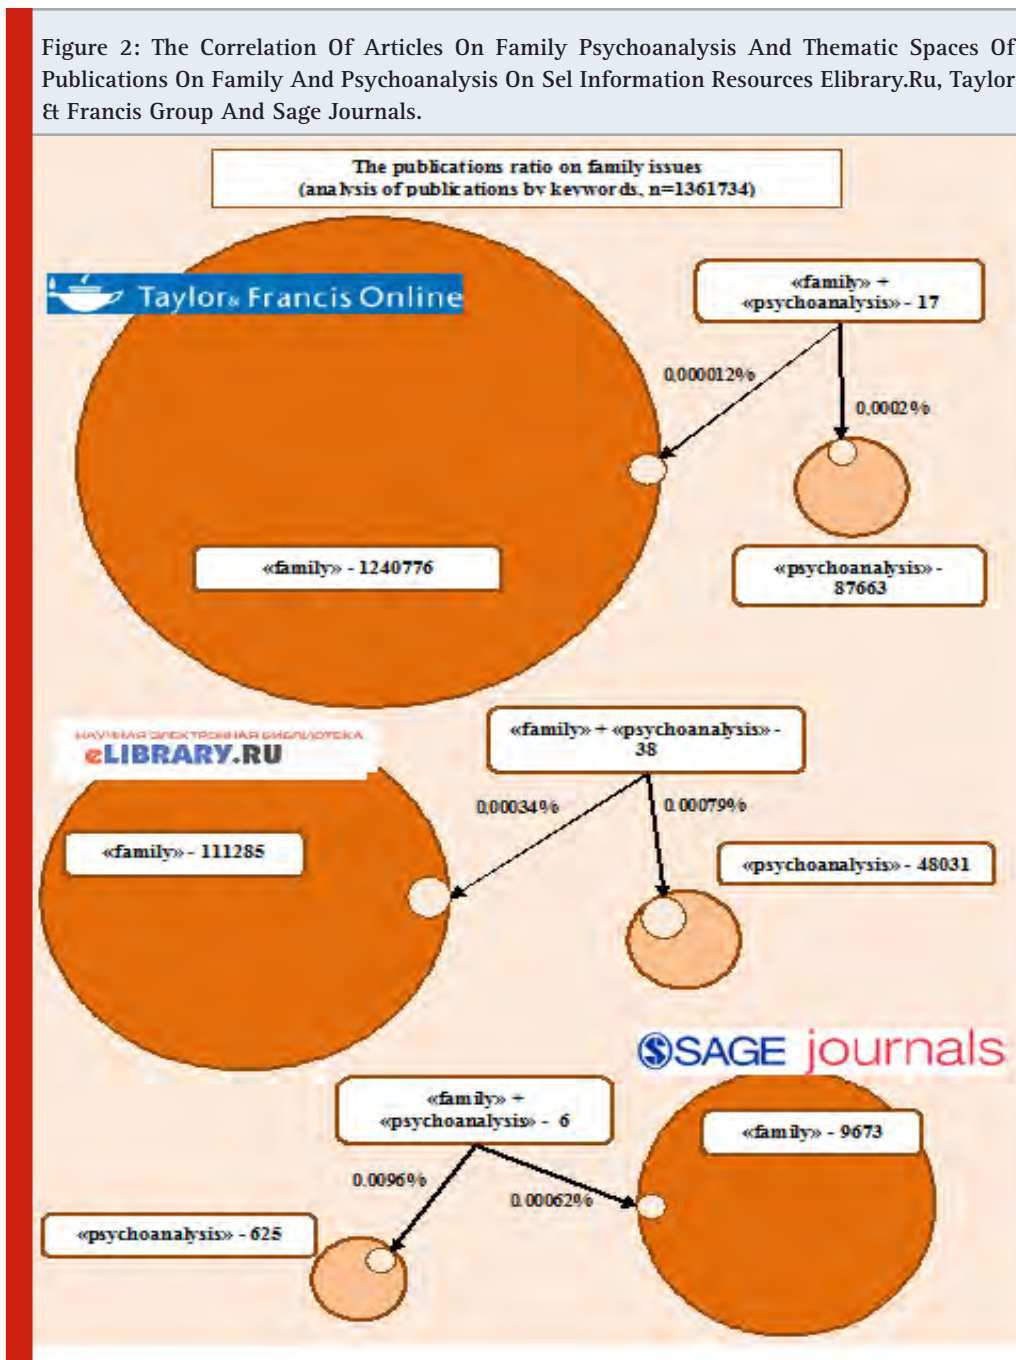 Figure 2: The Correlation Of Articles On Family Psychoanalysis And Thematic Spaces Of
Publications On Family And Psychoanalysis On Sel Information Resources Elibrary.Ru, Taylor
& Francis Group And Sage Journals.
The publications ratio on family issues
(analysis of publications by keywords, n=1361734)
Taylor & Francis Online
«family» +
«psychoanalysis» - 17
0.000012%
0.0002%
«family» - 1240776
«psychoanalysis» -
87663
НАУЧНАЯ ЭЛЕКТРОННАЯ БИБЛИОТЕКА
eLIBRARY.RU
«family» + «psychoanalysis» -
38
0.00034%
0.00079%
«family» - 111285
«psychoanalysis» - 48031
SSAGE journals
«family» +
«psychoanalysis» - 6
«family» - 9673
0.0096%
0.00062%
«psychoanalysis» - 625